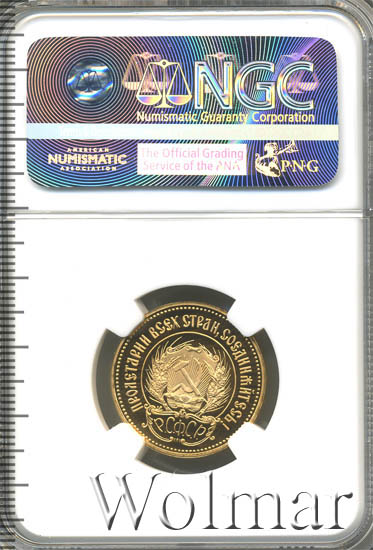 NGC
Numismatic Guaranty Corporation
AMERICAN
NUMISMATIC
ASSOCIATION
The Official Grading
Service of the PNG
ПРОЛЕТАРИИ ВСЕХ СТРАН, СОЕДИНЯЙТЕСЬ!
РСФСР
Wolmar